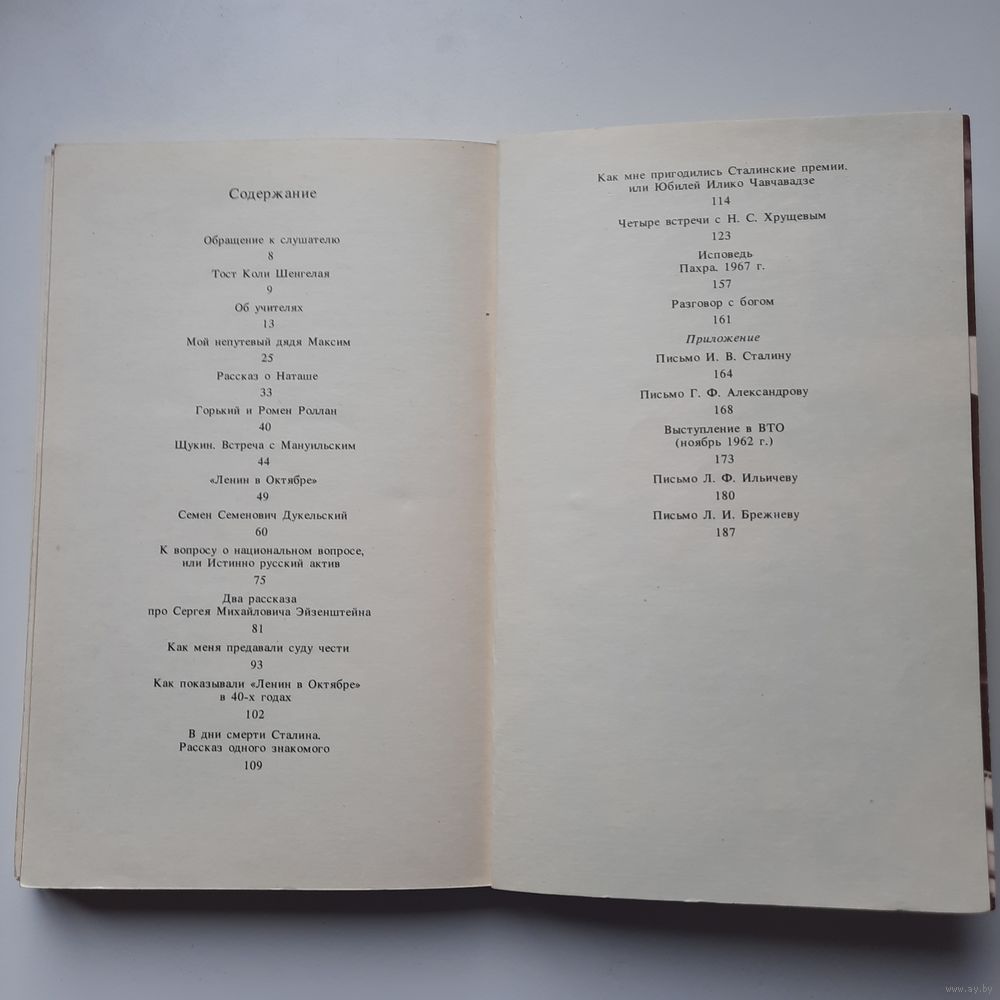 Содержание
Обращение к слушателю
8
Тост Коли Шенгелая
9
Об учителях
13
Мой непутевый дядя Максим
25
Рассказ о Наташе
33
Горький и Ромен Роллан
40
Щукин. Встреча с Мануильским
44
«Ленин в Октябре»
49
Семен Семенович Дукельский
60
К вопросу о национальном вопросе,
или Истинно русский актив
75
Два рассказа
про Сергея Михайловича Эйзенштейна
81
Как меня предавали суду чести
93
Как показывали «Ленин в Октябре»
в 40-х годах
102
В дни смерти Сталина.
Рассказ одного знакомого
109
Как мне пригодились Сталинские премии,
или Юбилей Илико Чавчавадзе
114
Четыре встречи с Н. С. Хрущевым
123
Исповедь
Пахра. 1967 г.
157
Разговор с богом
161
Приложение
Письмо И. В. Сталину
164
Письмо Г. Ф. Александрову
168
Выступление в ВТО
(ноябрь 1962 г.)
173
Письмо Л. Ф. Ильичеву
180
Письмо Л. И. Брежневу
187
www.ay.by